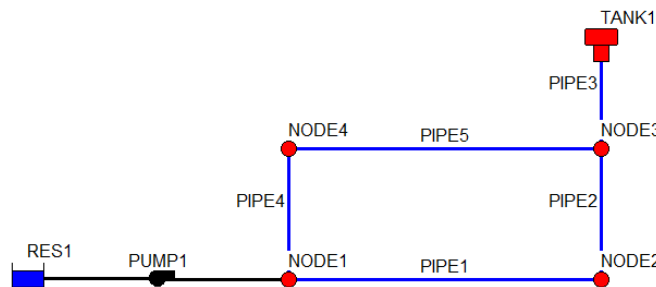 TANK1
PIPE3
NODE4
PIPE5
NODE3
PIPE4
PIPE2
RES1
PUMP1
NODE1
PIPE1
NODE2